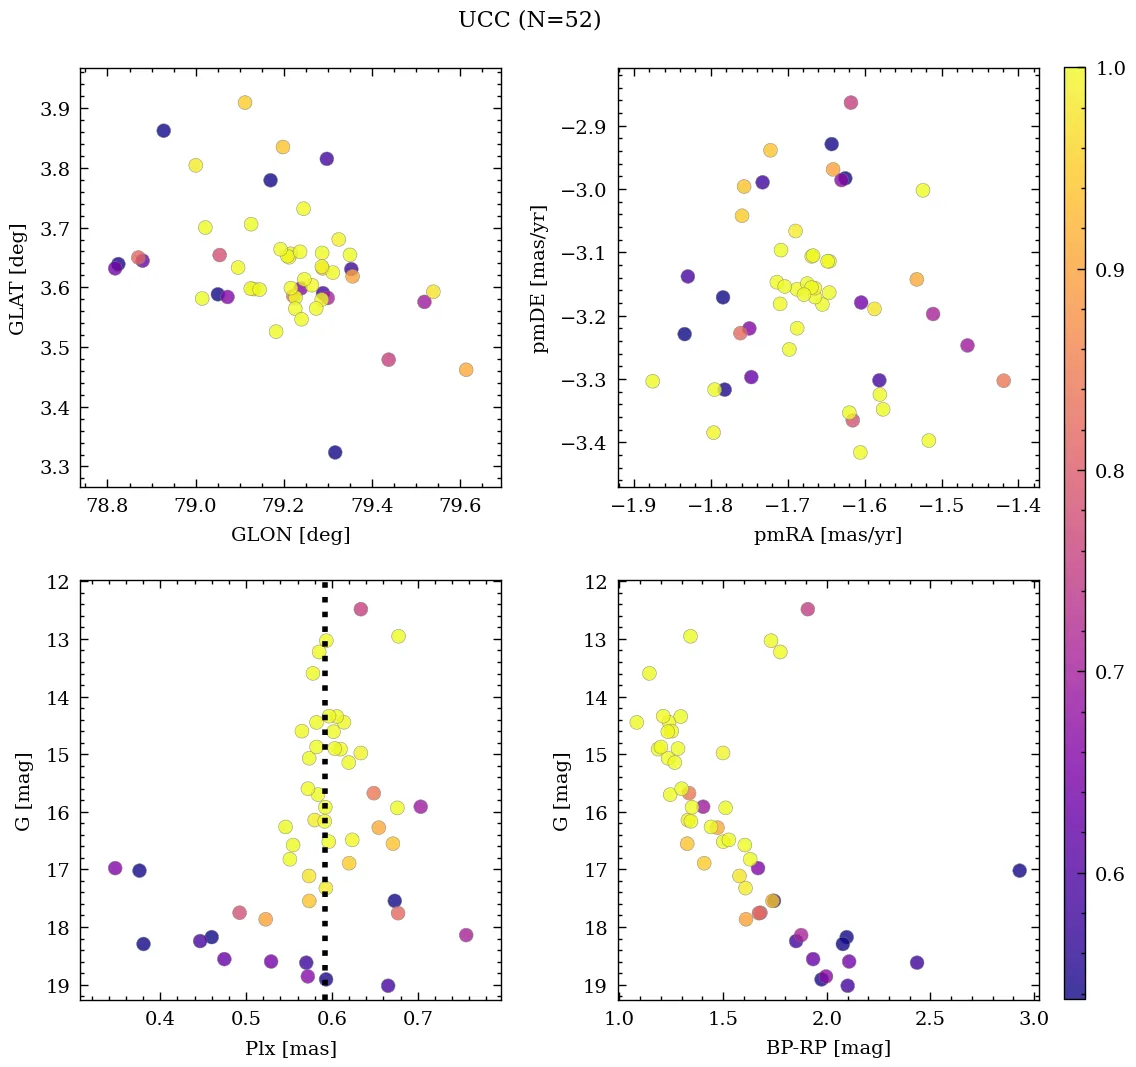 UCC (N=52)
3.9
3.8
3.7
3.6
3.5
3.4
3.3
GLAT [deg]
78.8 79.0 79.2 79.4 79.6
GLON [deg]
−2.9
−3.0
−3.1
−3.2
−3.3
−3.4
pmDE [mas/yr]
−1.9 −1.8 −1.7 −1.6 −1.5 −1.4
pmRA [mas/yr]
12
13
14
15
16
17
18
19
G [mag]
0.4 0.5 0.6 0.7
Plx [mas]
12
13
14
15
16
17
18
19
G [mag]
1.0 1.5 2.0 2.5 3.0
BP-RP [mag]
1.0
0.9
0.8
0.7
0.6